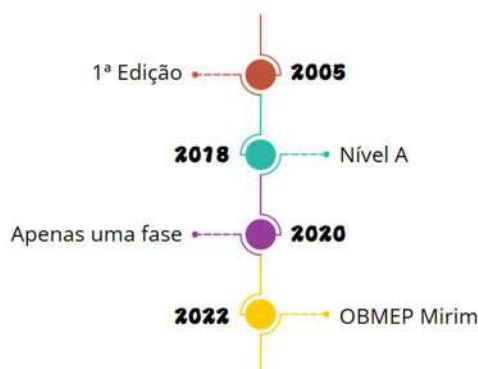 1ª Edição 2005
2018 Nível A
Apenas uma fase 2020
2022 OBMEP Mirim